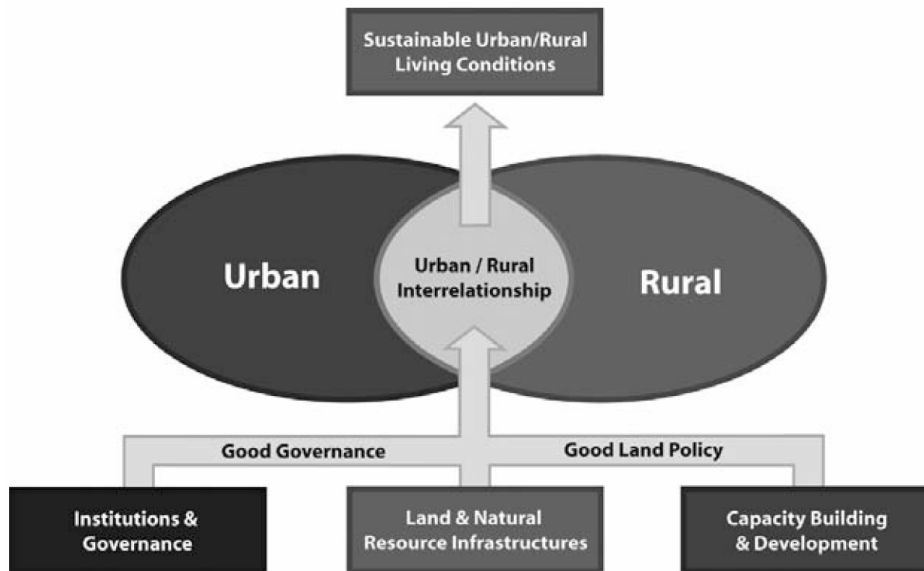 Sustainable Urban/Rural
Living Conditions
Urban
Urban / Rural
Interrelationship
Rural
Good Governance
Good Land Policy
Institutions &
Governance
Land & Natural
Resource Infrastructures
Capacity Building
& Development